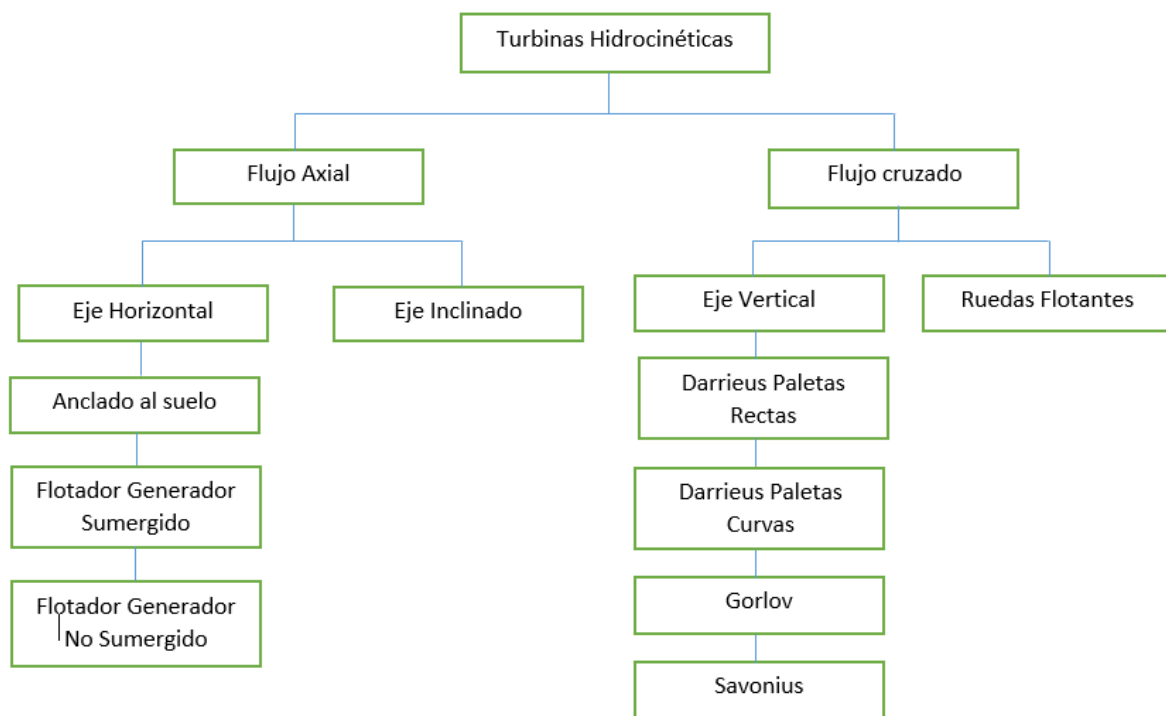 Turbinas Hidrocinéticas
Flujo Axial
Flujo cruzado
Eje Horizontal
Eje Inclinado
Eje Vertical
Ruedas Flotantes
Anclado al suelo
Darrieus Paletas
Rectas
Flotador Generador
Sumergido
Darrieus Paletas
Curvas
Flotador Generador
No Sumergido
Gorlov
Savonius